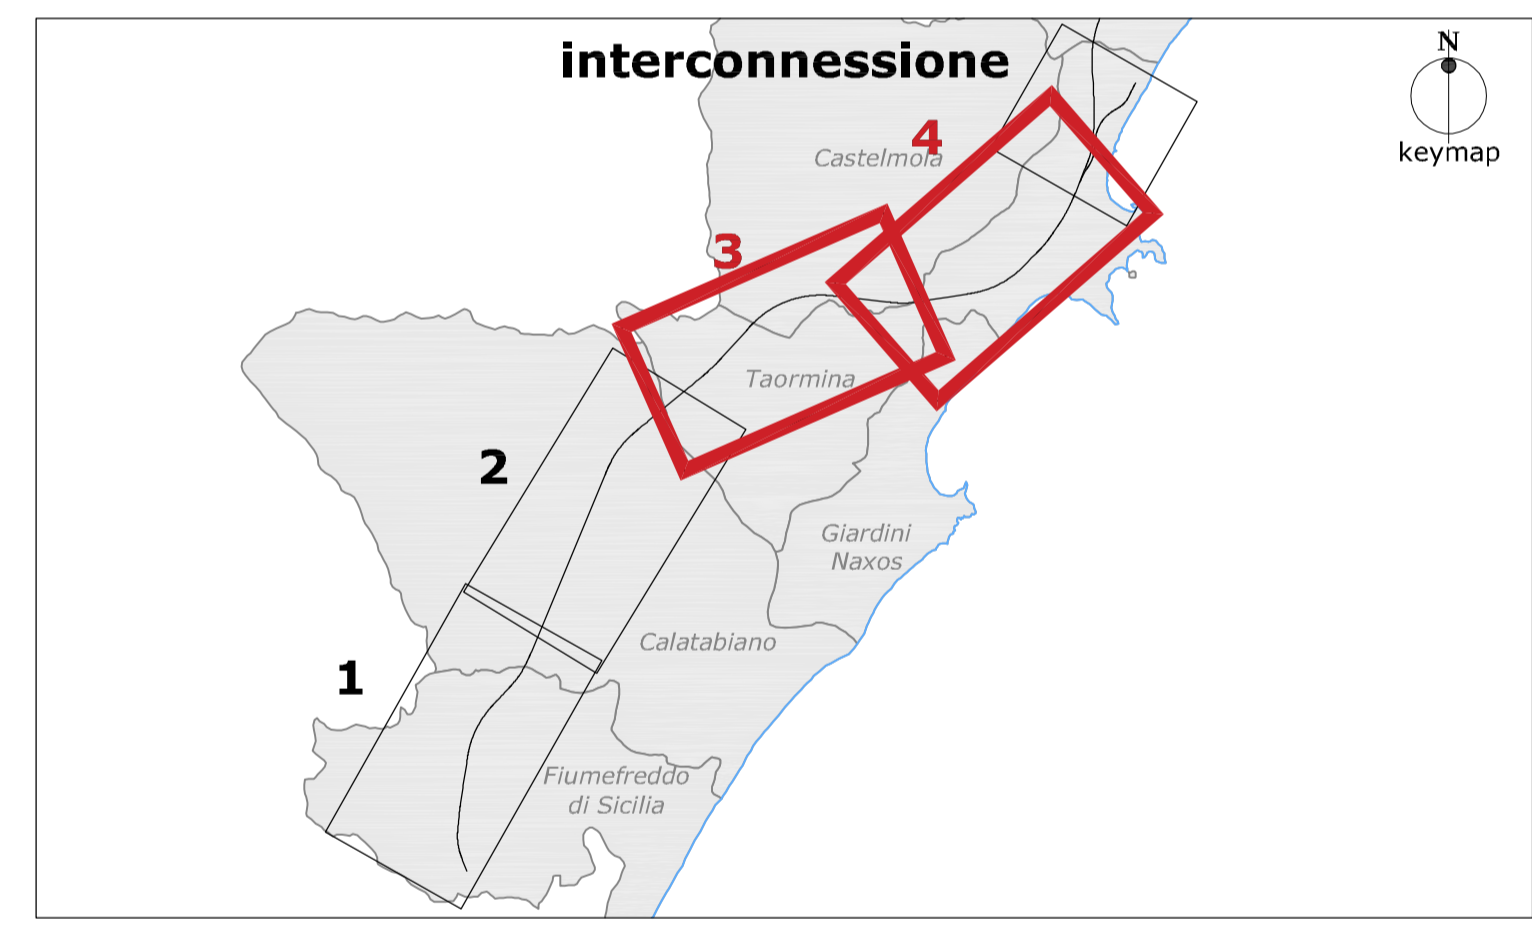 N
interconnessione
4
keymap
Castelmola
3
Taormina
2
Giardini
Naxos
Calatabiano
1
Fiumefreddo
di Sicilia